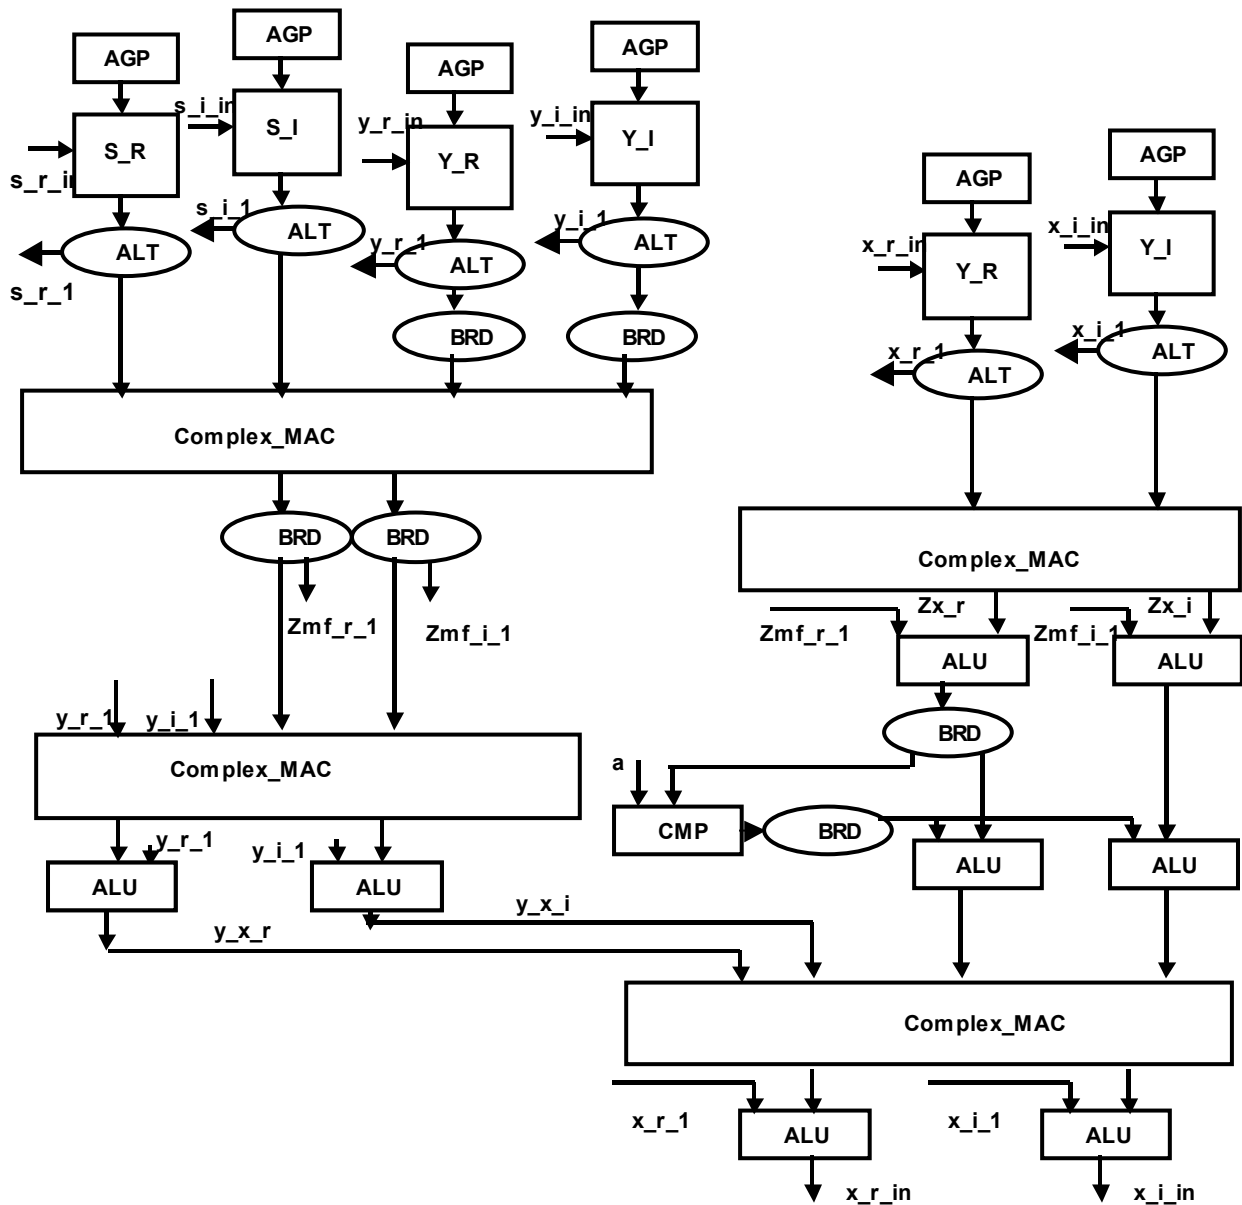 AGP
AGP
AGP
AGP
s_i_in
S_I
s_r_in
S_R
y_r_in
Y_R
y_i_in
Y_I
AGP
AGP
s_i_1
ALT
y_i_1
ALT
s_r_1
ALT
y_r_1
ALT
x_r_in
Y_R
x_i_in
Y_I
BRD
BRD
x_r_1
ALT
x_i_1
ALT
Complex_MAC
BRD
BRD
Complex_MAC
Zmf_r_1
Zmf_i_1
Zx_r
Zx_i
Zmf_r_1
Zmf_i_1
ALU
ALU
y_r_1
y_i_1
BRD
Complex_MAC
a
CMP
BRD
y_r_1
y_i_1
ALU
ALU
ALU
ALU
y_x_i
y_x_r
Complex_MAC
x_r_1
ALU
x_i_1
ALU
x_r_in
x_i_in